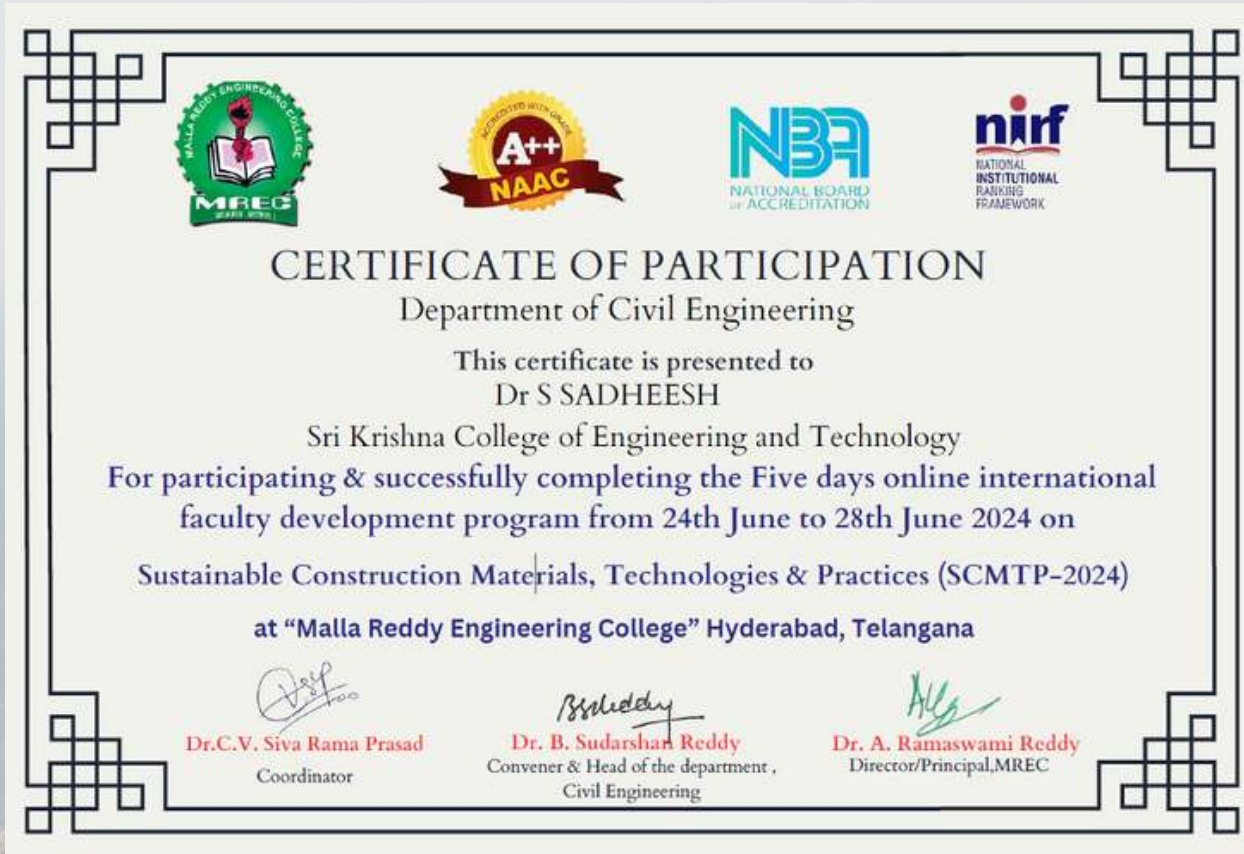 MALLA REDDY ENGINEERING COLLEGE
MREC
ACCREDITED WITH GRADE
A++
NAAC
NBA
NATIONAL BOARD
of ACCREDITATION
nirf
NATIONAL
INSTITUTIONAL
RANKING
FRAMEWORK
CERTIFICATE OF PARTICIPATION
Department of Civil Engineering
This certificate is presented to
Dr S SADHEESH
Sri Krishna College of Engineering and Technology
For participating & successfully completing the Five days online international
faculty development program from 24th June to 28th June 2024 on
Sustainable Construction Materials, Technologies & Practices (SCMTP-2024)
at “Malla Reddy Engineering College” Hyderabad, Telangana
Dr.C.V. Siva Rama Prasad
Coordinator
Bsreddy
Dr. B. Sudarshan Reddy
Convener & Head of the department ,
Civil Engineering
Dr. A. Ramaswami Reddy
Director/Principal,MREC